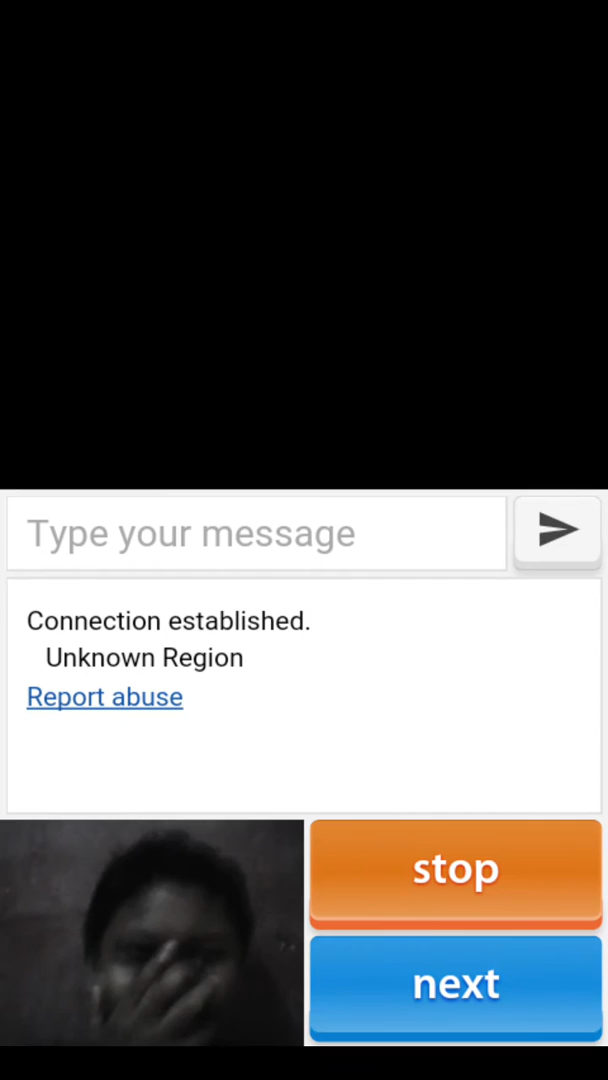 Type your message
Connection established.
Unknown Region
Report abuse
stop
next